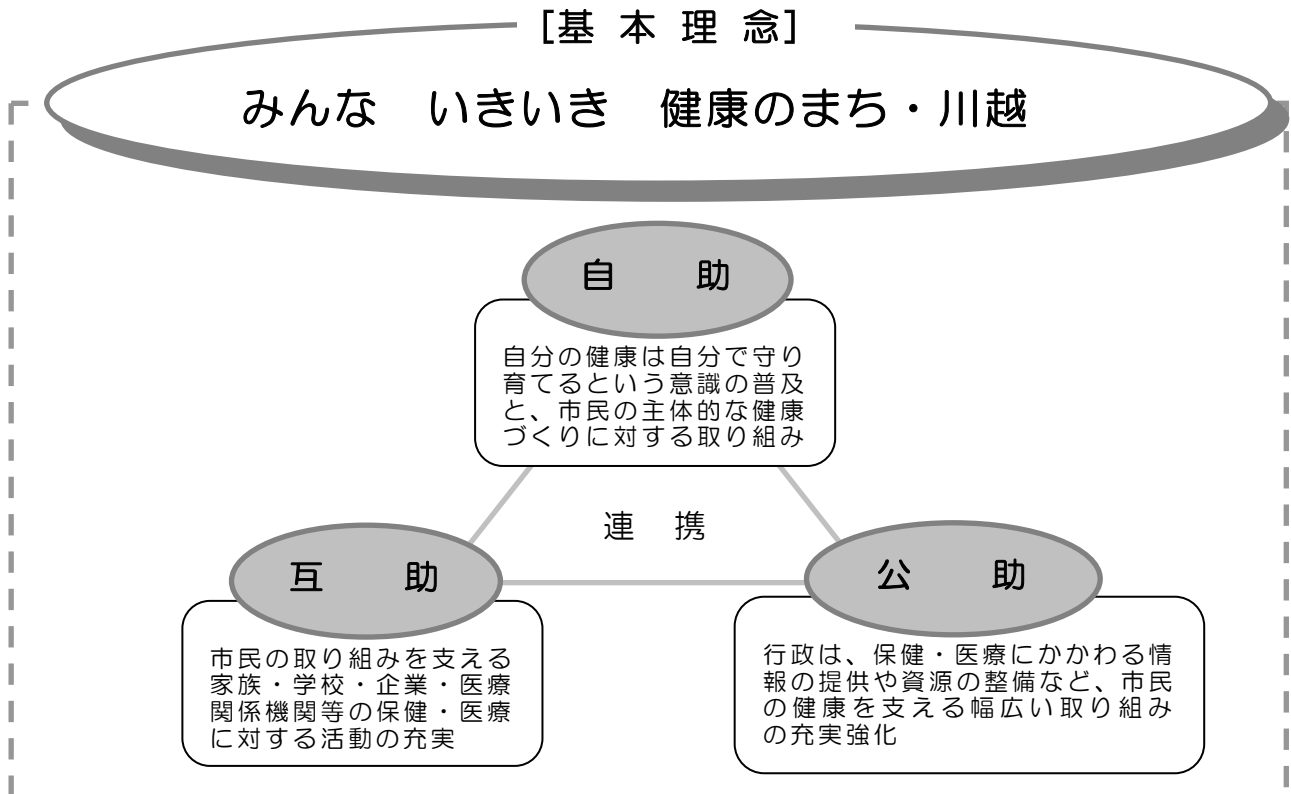 [基 本 理 念]
みんな　いきいき　健康のまち・川越
自　助
自分の健康は自分で守り
育てるという意識の普及
と、市民の主体的な健康
づくりに対する取り組み
連　携
互　助
市民の取り組みを支える
家族・学校・企業・医療
関係機関等の保健・医療
に対する活動の充実
公　助
行政は、保健・医療にかかわる情
報の提供や資源の整備など、市民
の健康を支える幅広い取り組み
の充実強化